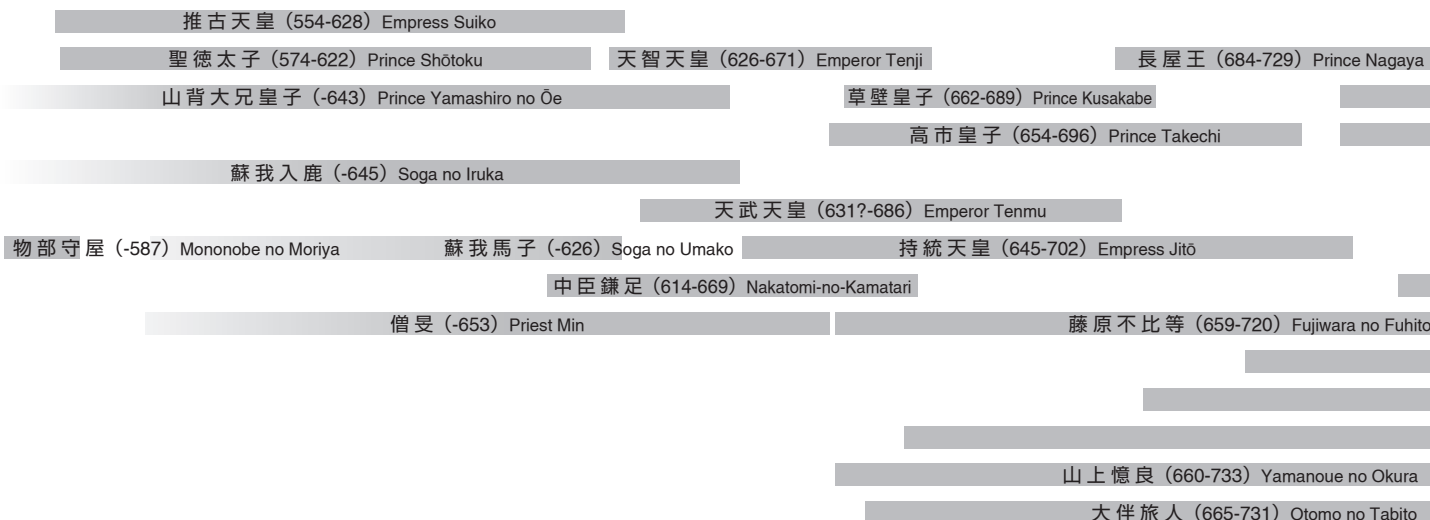 推古天皇（554-628）Empress Suiko
聖徳太子（574-622）Prince Shōtoku 天智天皇（626-671）Emperor Tenji 長屋王（684-729）Prince Nagaya
山背大兄皇子（-643）Prince Yamashiro no Ōe 草壁皇子（662-689）Prince Kusakabe
高市皇子（654-696）Prince Takechi
蘇我入鹿（-645）Soga no Iruka
天武天皇（631?-686）Emperor Tenmu
物部守屋（-587）Mononobe no Moriya 蘇我馬子（-626）Soga no Umako 持統天皇（645-702）Empress Jitō
中臣鎌足（614-669）Nakatomi-no-Kamatari
僧旻（-653）Priest Min 藤原不比等（659-720）Fujiwara no Fuhito
山上憶良（660-733）Yamanoue no Okura
大伴旅人（665-731）Otomo no Tabito